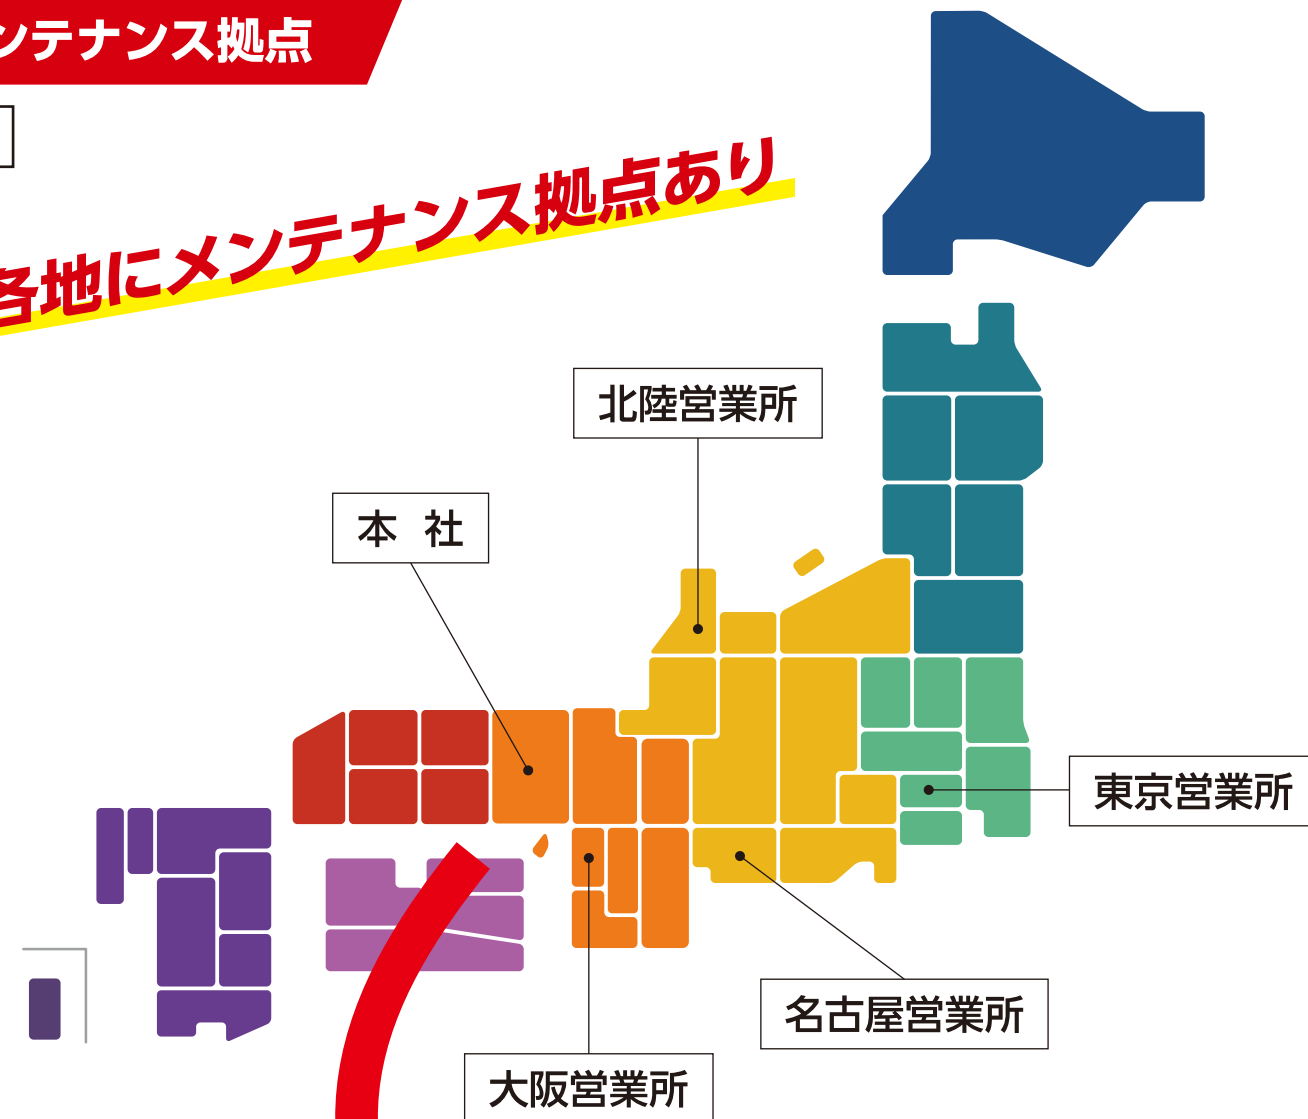 ンテナンス拠点
各地にメンテナンス拠点あり
北陸営業所
本 社
東京営業所
名古屋営業所
大阪営業所